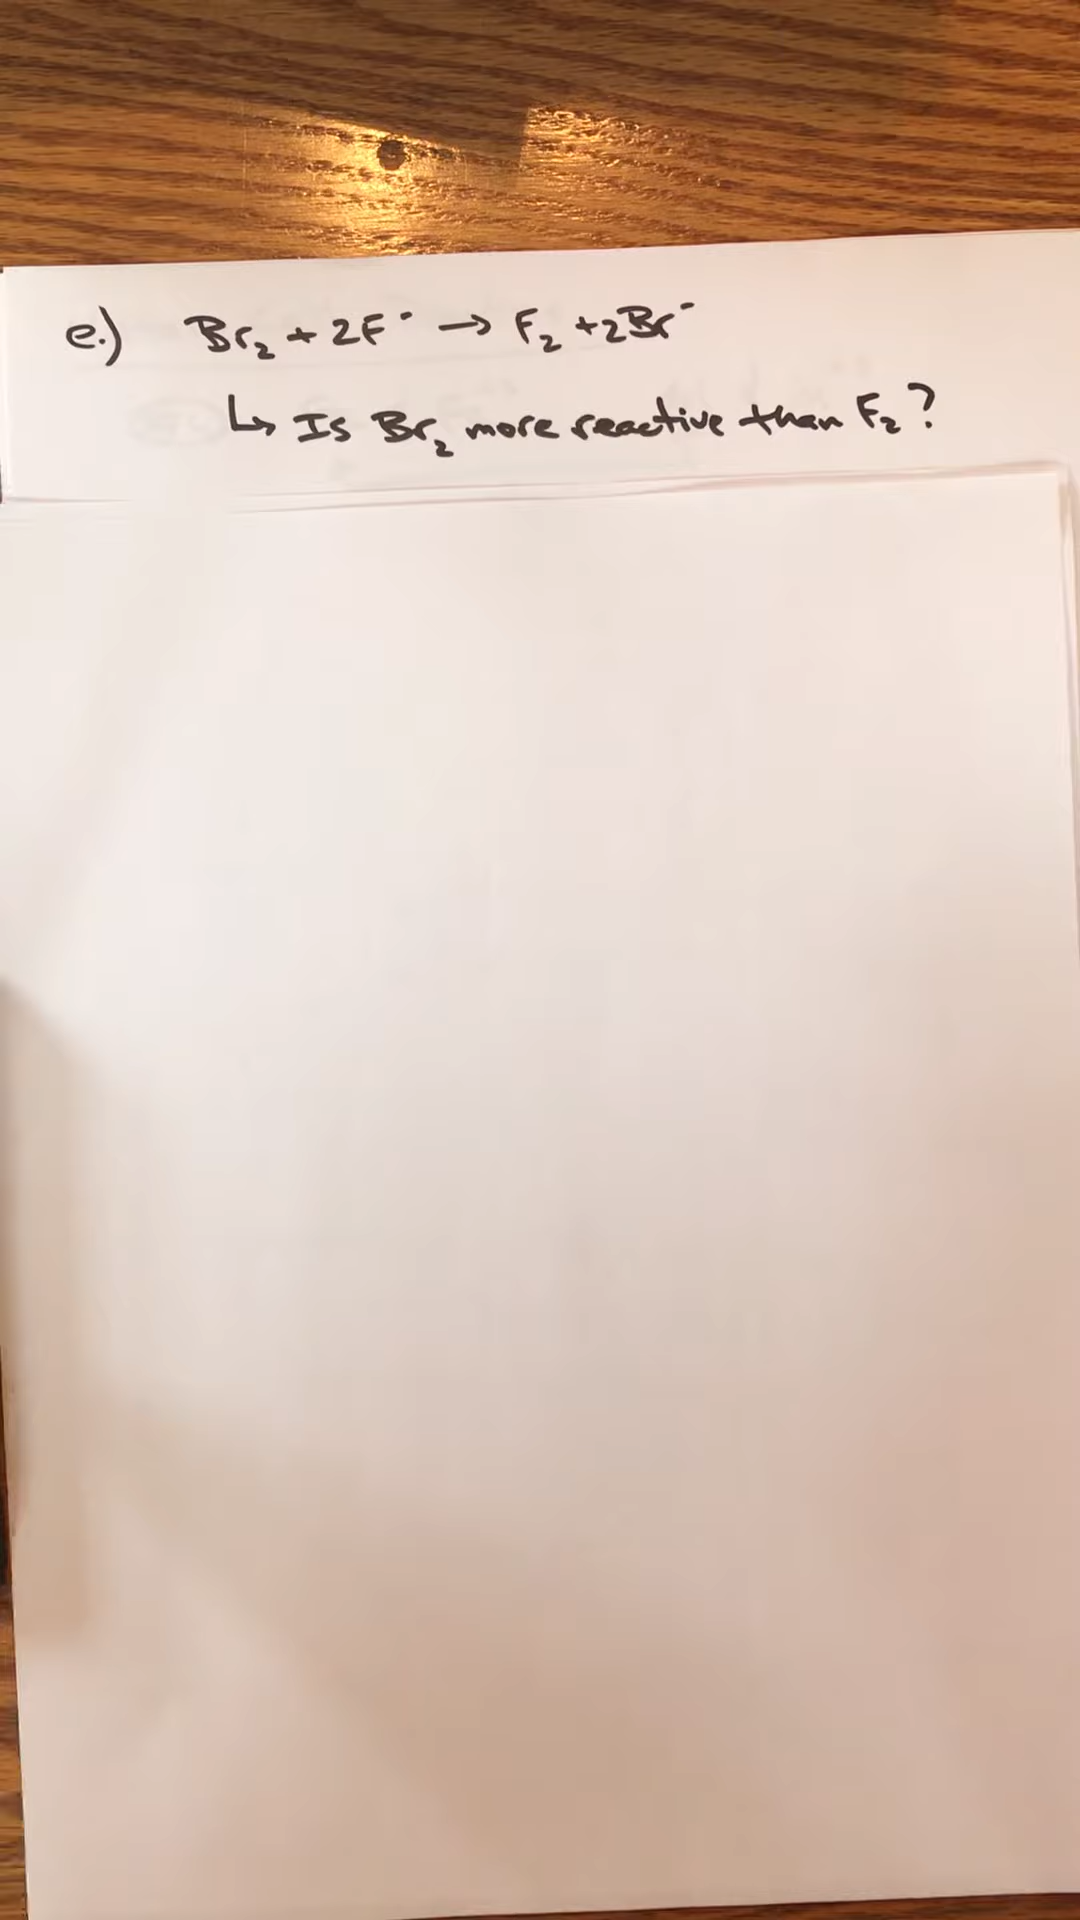 e.) Br₂ + 2F⁻ → F₂ + 2Br⁻
↳ Is Br₂ more reactive than F₂?